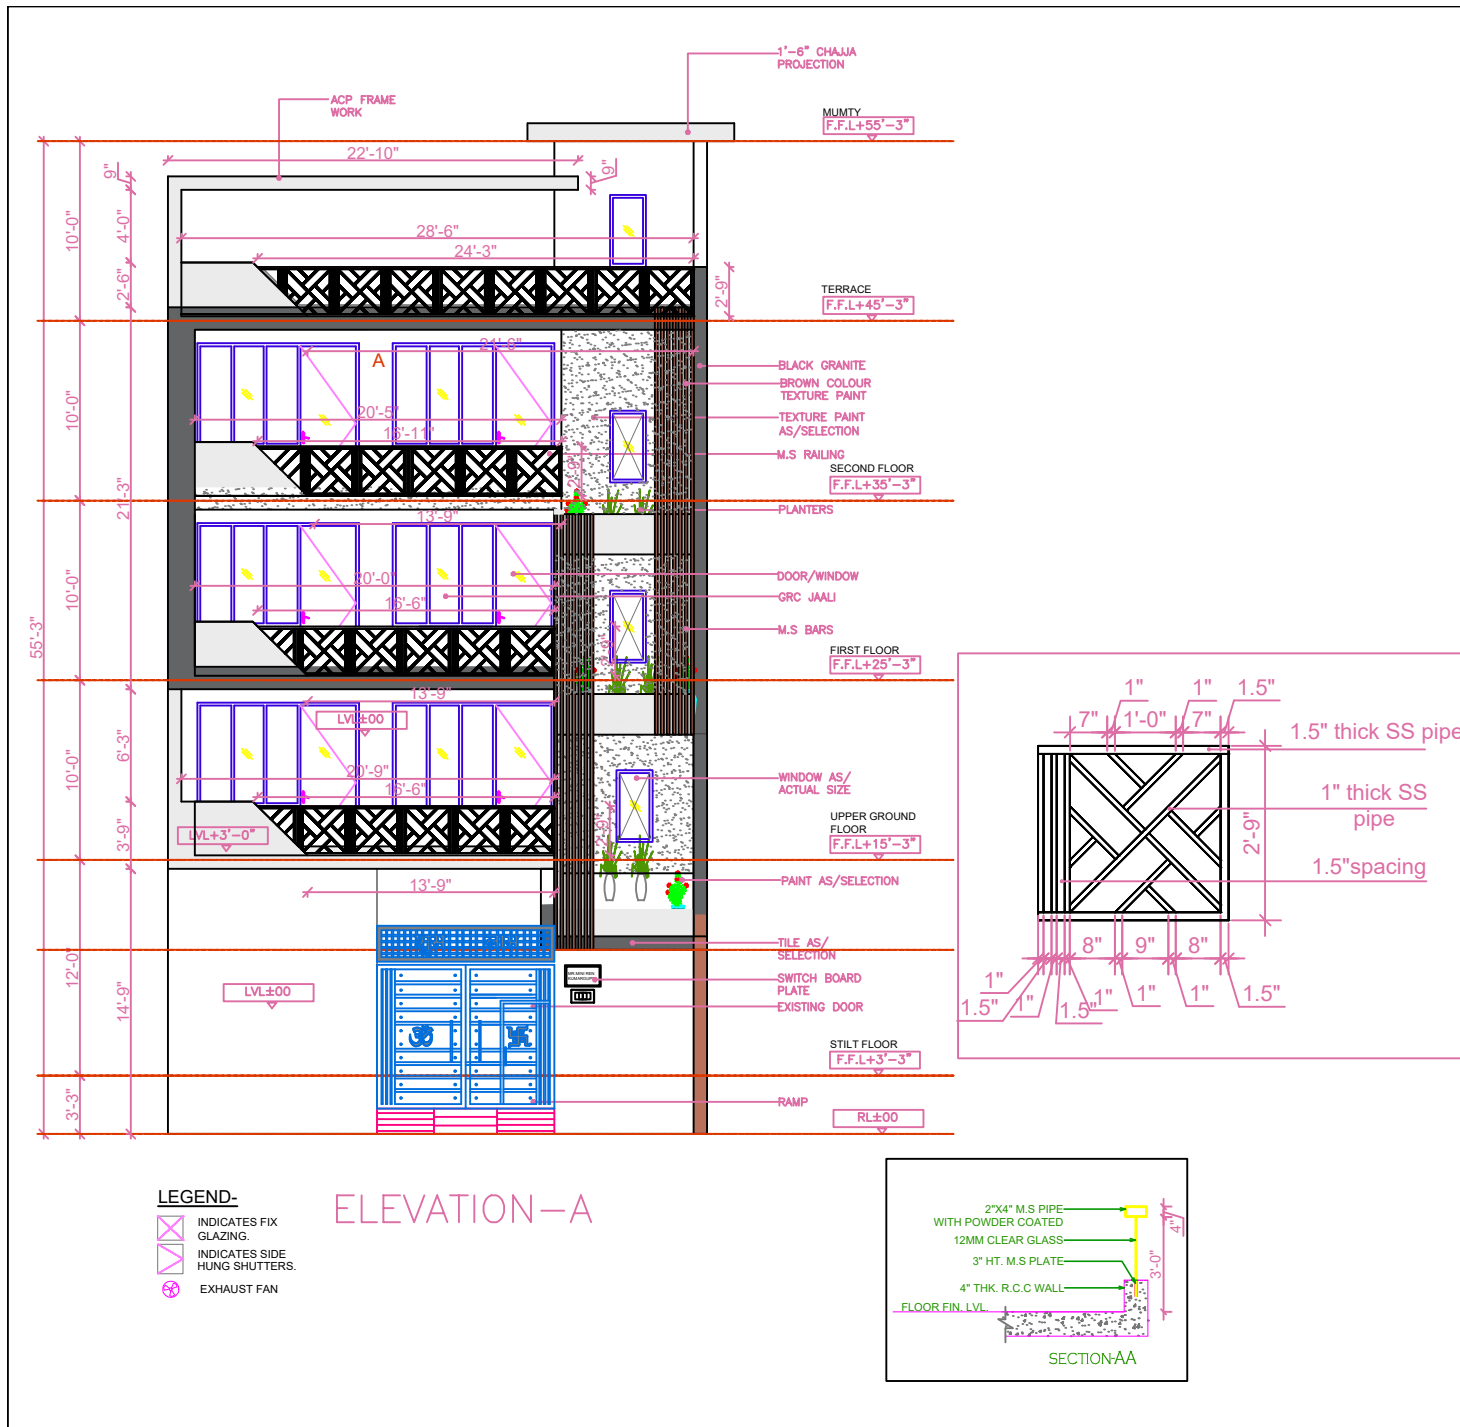 1'-6" CHAJJA
PROJECTION
ACP FRAME
WORK
MUMTY
F.F.L+55'-3"
22'-10"
9"
9"
10'-0"
4'-0"
28'-6"
24'-3"
2'-6"
2'-9"
TERRACE
F.F.L+45'-3"
21'-6"
A
BLACK GRANITE
BROWN COLOUR
TEXTURE PAINT
10'-0"
20'-5"
TEXTURE PAINT
AS/SELECTION
16'-11"
M.S RAILING
2'-9"
SECOND FLOOR
F.F.L+35'-3"
21'-3"
PLANTERS
13'-9"
DOOR/WINDOW
10'-0"
20'-0"
GRC JAALI
16'-6"
M.S BARS
55'-3"
FIRST FLOOR
F.F.L+25'-3"
13'-9"
LVL±00
6'-3"
10'-0"
20'-9"
WINDOW AS/
ACTUAL SIZE
16'-6"
UPPER GROUND
FLOOR
F.F.L+15'-3"
LVL+3'-0"
3'-9"
13'-9"
PAINT AS/SELECTION
TILE AS/
SELECTION
12'-0"
SWITCH BOARD
PLATE
LVL±00
14'-9"
EXISTING DOOR
ॐ
STILT FLOOR
F.F.L+3'-3"
3'-3"
RAMP
RL±00
1"
1"
1.5"
7"
1'-0"
7"
1.5" thick SS pipe
1" thick SS
pipe
2'-9"
1.5"spacing
8"
9"
8"
1"
1.5"
1"
1.5"
1"
1"
1"
1.5"
ELEVATION-A
LEGEND-
INDICATES FIX
GLAZING.
INDICATES SIDE
HUNG SHUTTERS.
EXHAUST FAN
2"X4" M.S PIPE
WITH POWDER COATED
12MM CLEAR GLASS
3" HT. M.S PLATE
4" THK. R.C.C WALL
FLOOR FIN. LVL.
4"
3'-0"
SECTION-AA